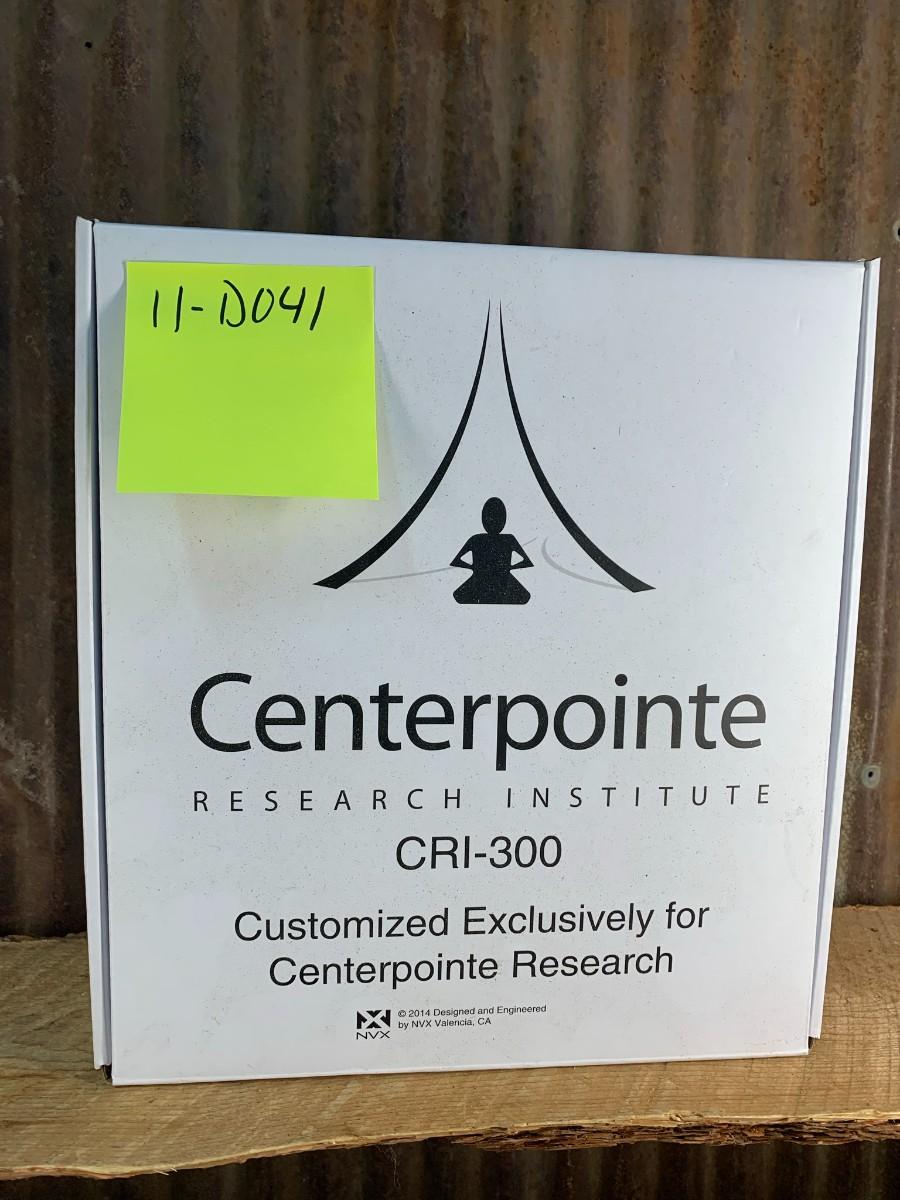 11-D041
Centerpointe
RESEARCH INSTITUTE
CRI-300
Customized Exclusively for
Centerpointe Research
NVX
© 2014 Designed and Engineered
by NVX Valencia, CA